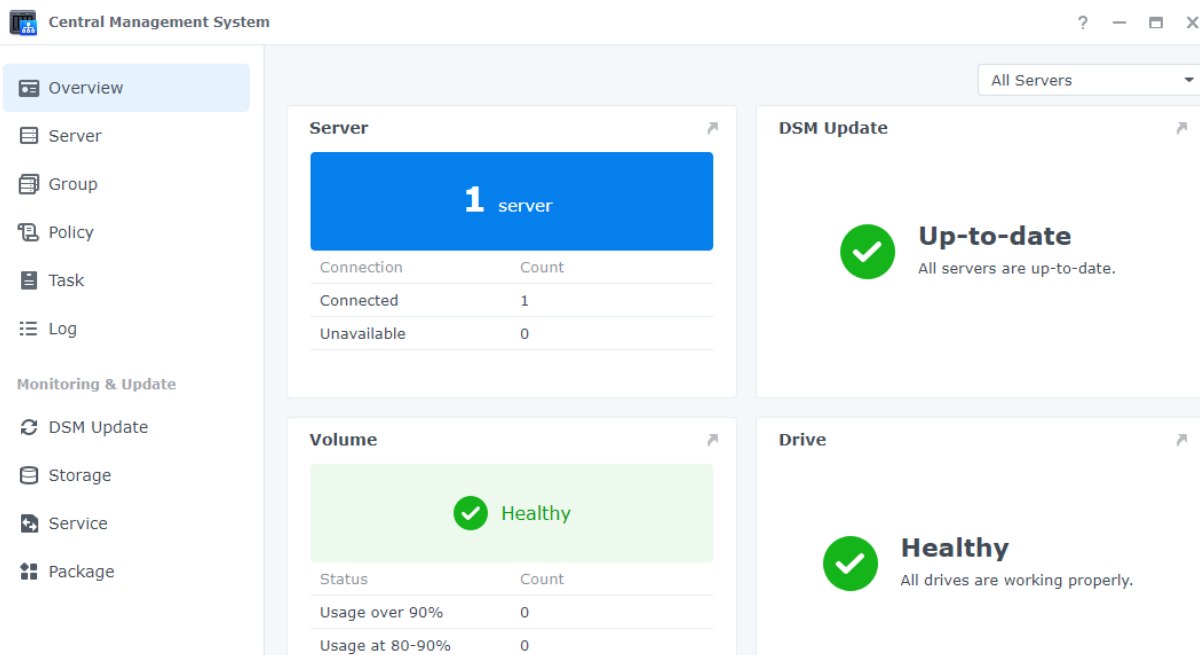 Central Management System
?
Overview
Server
Group
Policy
Task
Log
Monitoring & Update
DSM Update
Storage
Service
Package
All Servers
Server
1 server
Connection Count
Connected 1
Unavailable 0
DSM Update
Up-to-date
All servers are up-to-date.
Volume
Healthy
Status Count
Usage over 90% 0
Usage at 80-90% 0
Drive
Healthy
All drives are working properly.